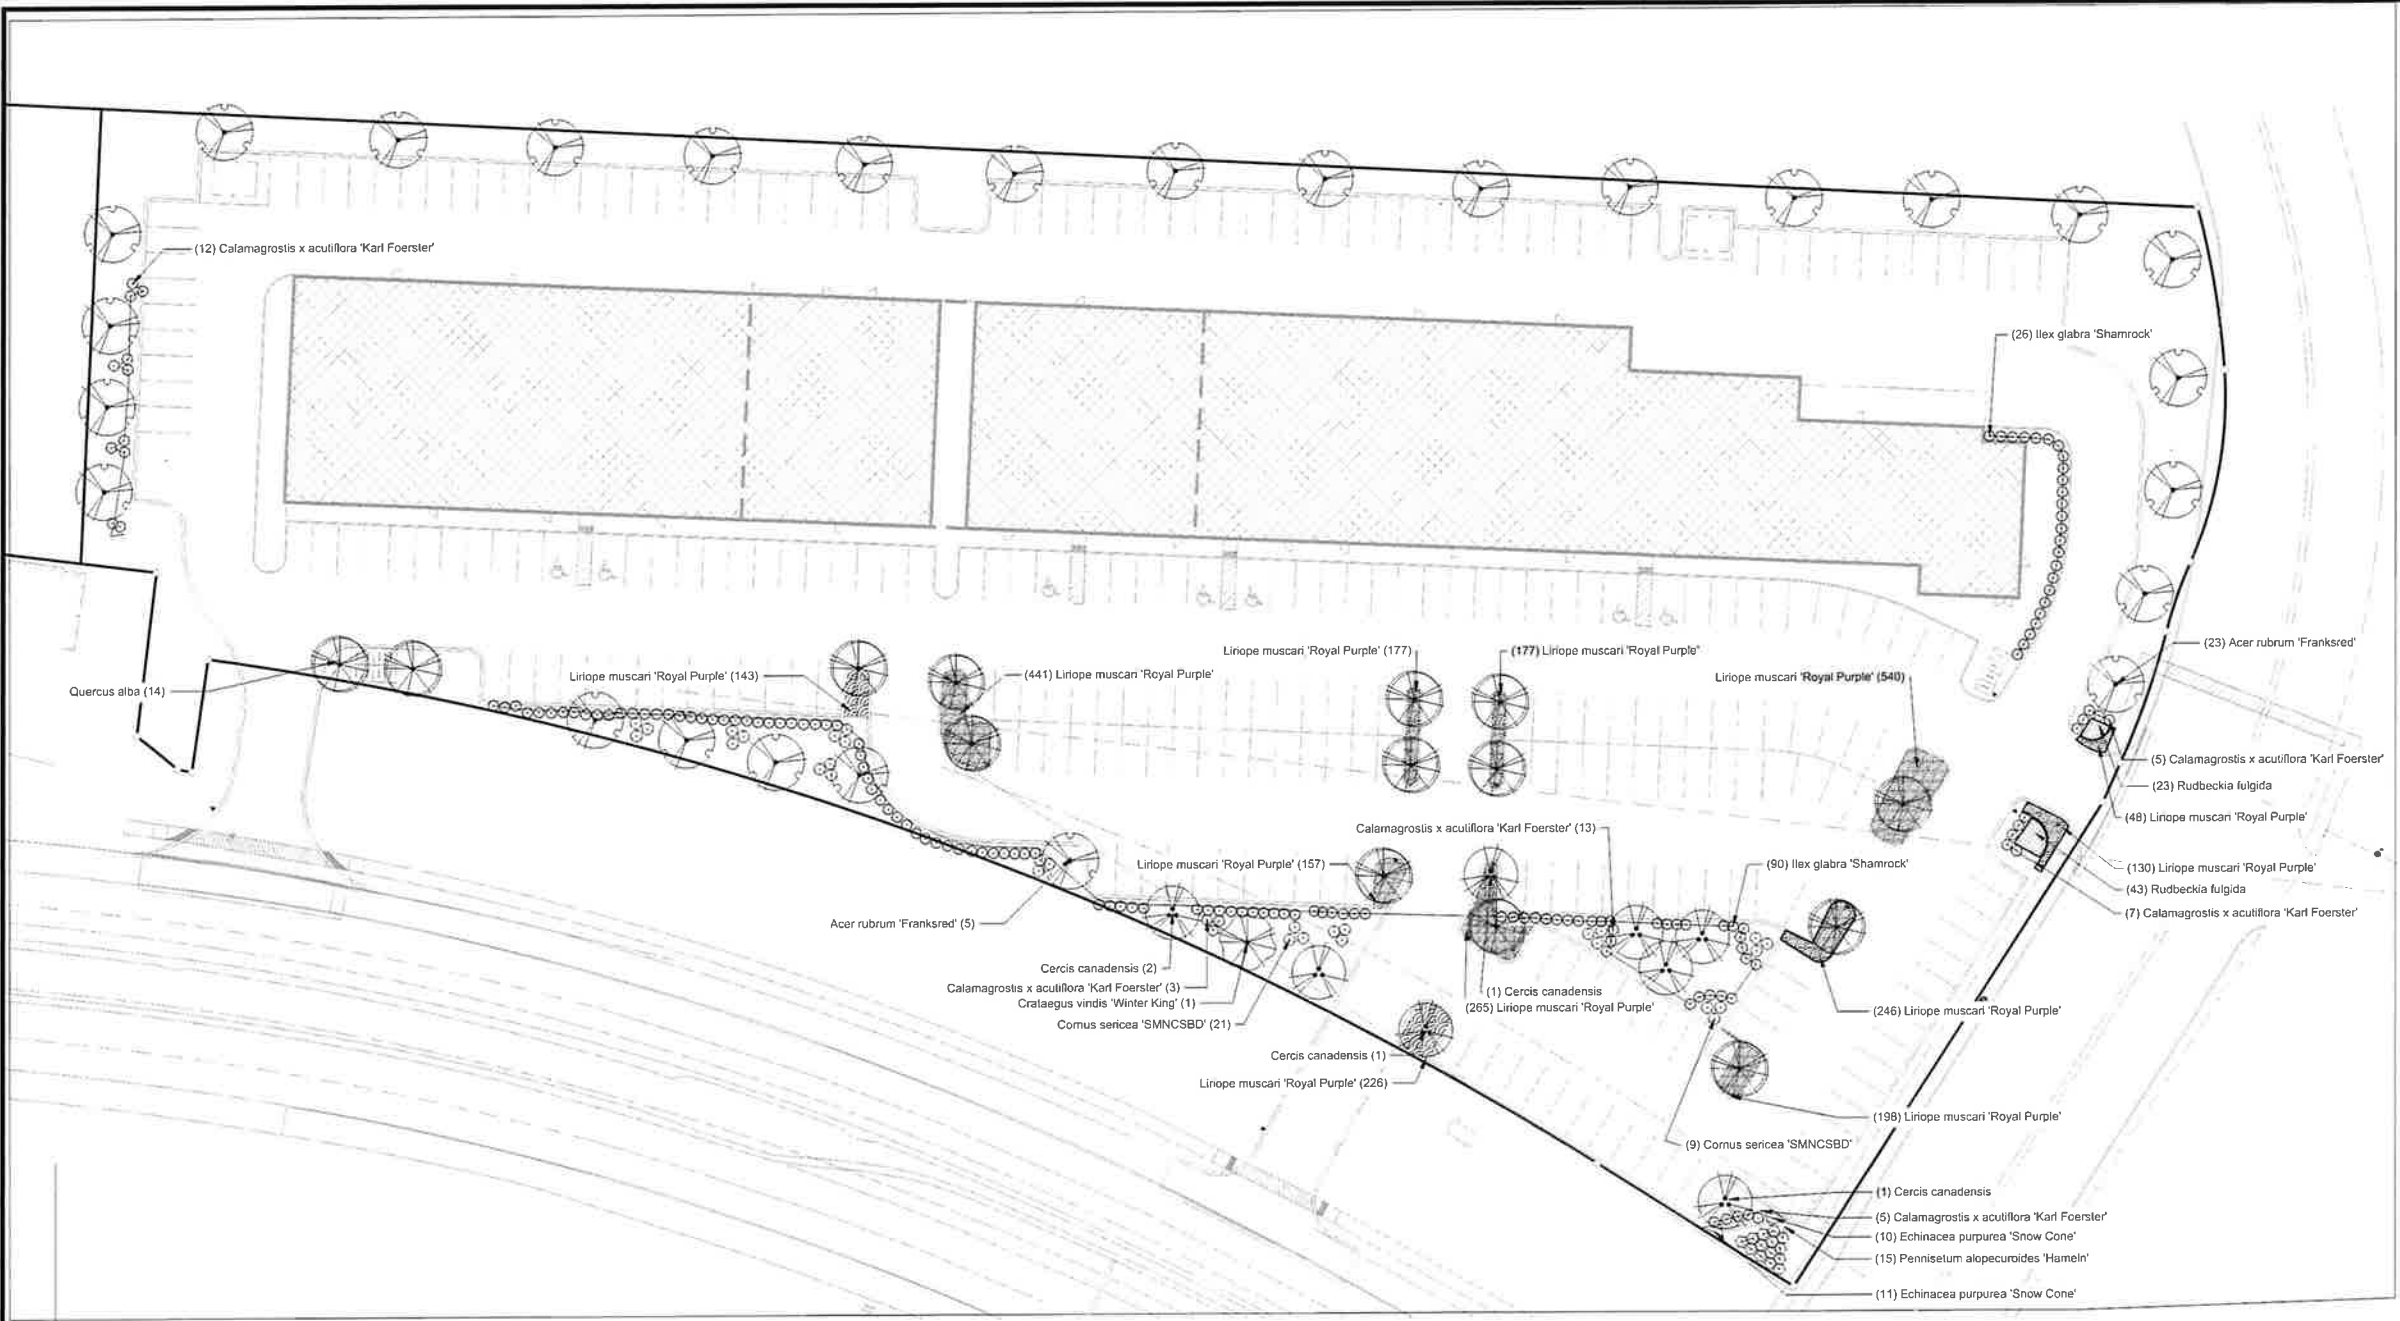 (12) Calamagrostis x acutiflora 'Karl Foerster'
(26) Ilex glabra 'Shamrock'
(23) Acer rubrum 'Franksred'
Liriope muscari 'Royal Purple' (177)
(177) Liriope muscari 'Royal Purple'
Liriope muscari 'Royal Purple' (143)
(441) Liriope muscari 'Royal Purple'
Liriope muscari 'Royal Purple' (540)
Quercus alba (14)
(5) Calamagrostis x acutiflora 'Karl Foerster'
(23) Rudbeckia fulgida
(48) Liriope muscari 'Royal Purple'
Calamagrostis x acutiflora 'Karl Foerster' (13)
Liriope muscari 'Royal Purple' (157)
(90) Ilex glabra 'Shamrock'
(130) Liriope muscari 'Royal Purple'
(43) Rudbeckia fulgida
(7) Calamagrostis x acutiflora 'Karl Foerster'
Acer rubrum 'Franksred' (5)
Cercis canadensis (2)
Calamagrostis x acutiflora 'Karl Foerster' (3)
Crataegus viridis 'Winter King' (1)
Cornus sericea 'SMNCSBD' (21)
(1) Cercis canadensis
(265) Liriope muscari 'Royal Purple'
(246) Liriope muscari 'Royal Purple'
Cercis canadensis (1)
Liriope muscari 'Royal Purple' (226)
(198) Liriope muscari 'Royal Purple'
(9) Cornus sericea 'SMNCSBD'
(1) Cercis canadensis
(5) Calamagrostis x acutiflora 'Karl Foerster'
(10) Echinacea purpurea 'Snow Cone'
(15) Pennisetum alopecuroides 'Hameln'
(11) Echinacea purpurea 'Snow Cone'